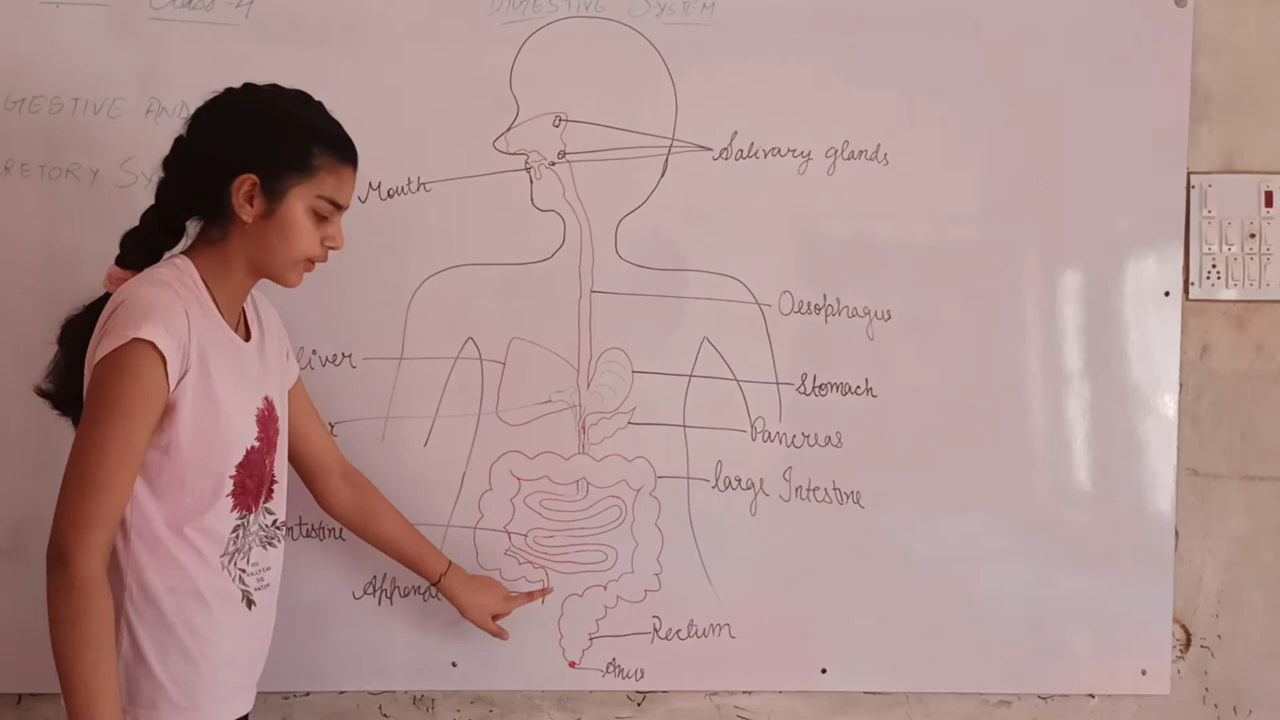 Class-4
DIGESTIVE SYSTEM
GESTIVE AND
RETORY SY
Salivary glands
Mouth
Oesophagus
liver
Stomach
r
Pancreas
large Intestine
ntestine
Appendi
Rectum
Anus